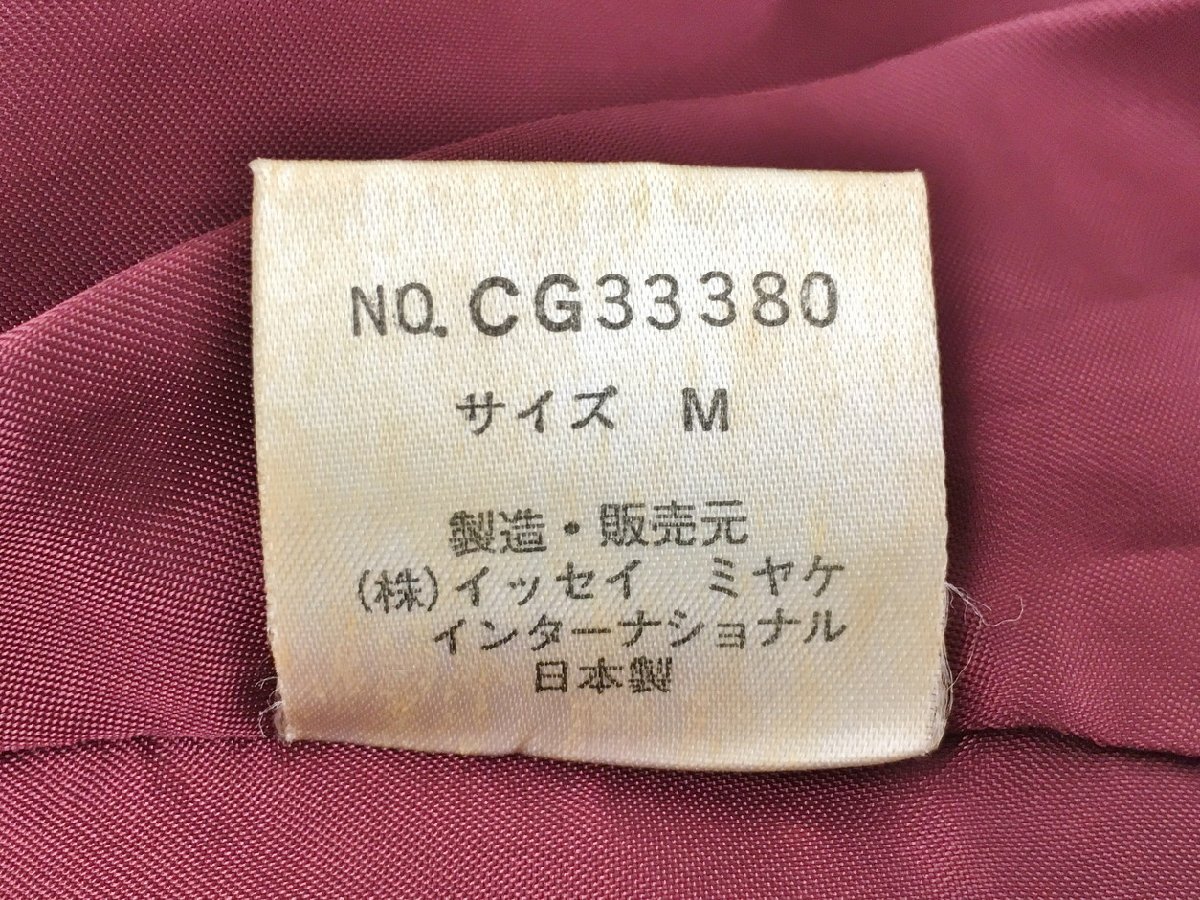 NO. CG33380
サイズ M
製造・販売元
(株)イッセイ ミヤケ
インターナショナル
日本製